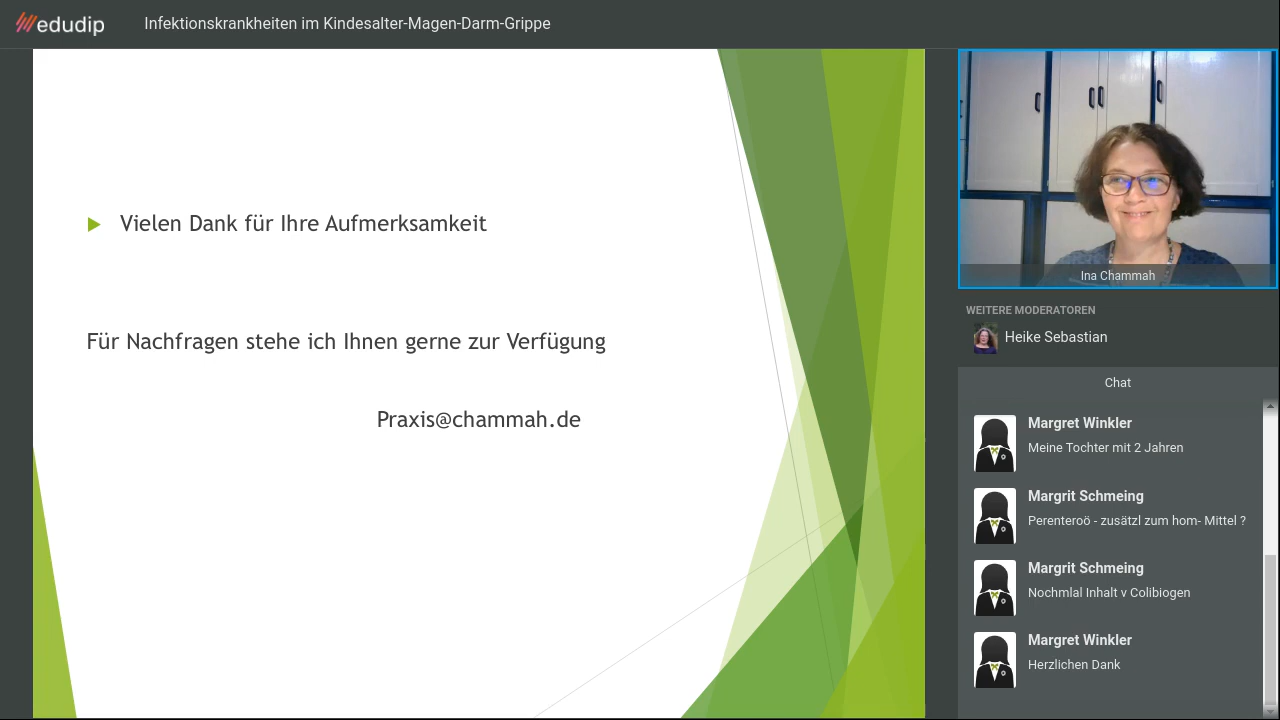 edudip
Infektionskrankheiten im Kindesalter-Magen-Darm-Grippe
Vielen Dank für Ihre Aufmerksamkeit
Für Nachfragen stehe ich Ihnen gerne zur Verfügung
Praxis@chammah.de
Ina Chammah
WEITERE MODERATOREN
Heike Sebastian
Chat
Margret Winkler
Meine Tochter mit 2 Jahren
Margrit Schmeing
Perenteroö - zusätzl zum hom- Mittel ?
Margrit Schmeing
Nochmlal Inhalt v Colibiogen
Margret Winkler
Herzlichen Dank